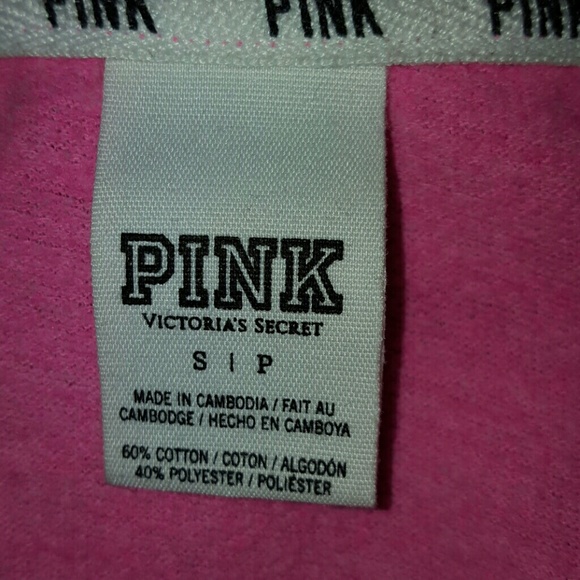 PINK PINK PINK
PINK
VICTORIA'S SECRET
S | P
MADE IN CAMBODIA / FAIT AU
CAMBODGE / HECHO EN CAMBOYA
60% COTTON / COTON / ALGODÓN
40% POLYESTER / POLIÉSTER